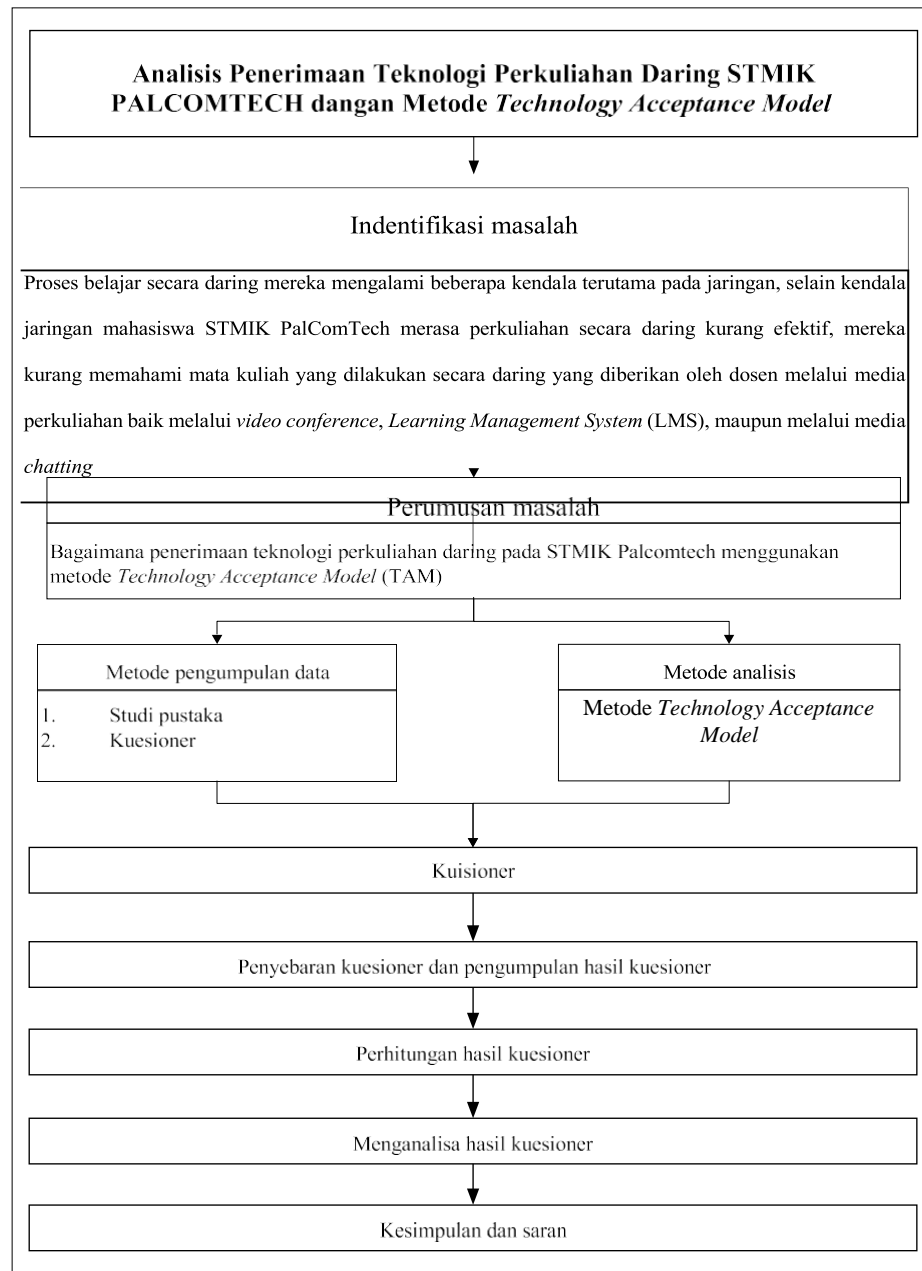 Analisis Penerimaan Teknologi Perkuliahan Daring STMIK
PALCOMTECH dangan Metode Technology Acceptance Model
Indentifikasi masalah
Proses belajar secara daring mereka mengalami beberapa kendala terutama pada jaringan, selain kendala
jaringan mahasiswa STMIK PalComTech merasa perkuliahan secara daring kurang efektif, mereka
kurang memahami mata kuliah yang dilakukan secara daring yang diberikan oleh dosen melalui media
perkuliahan baik melalui video conference, Learning Management System (LMS), maupun melalui media
chatting
Perumusan masalah
Bagaimana penerimaan teknologi perkuliahan daring pada STMIK Palcomtech menggunakan
metode Technology Acceptance Model (TAM)
Metode pengumpulan data
1. Studi pustaka
2. Kuesioner
Metode analisis
Metode Technology Acceptance
Model
Kuisioner
Penyebaran kuesioner dan pengumpulan hasil kuesioner
Perhitungan hasil kuesioner
Menganalisa hasil kuesioner
Kesimpulan dan saran